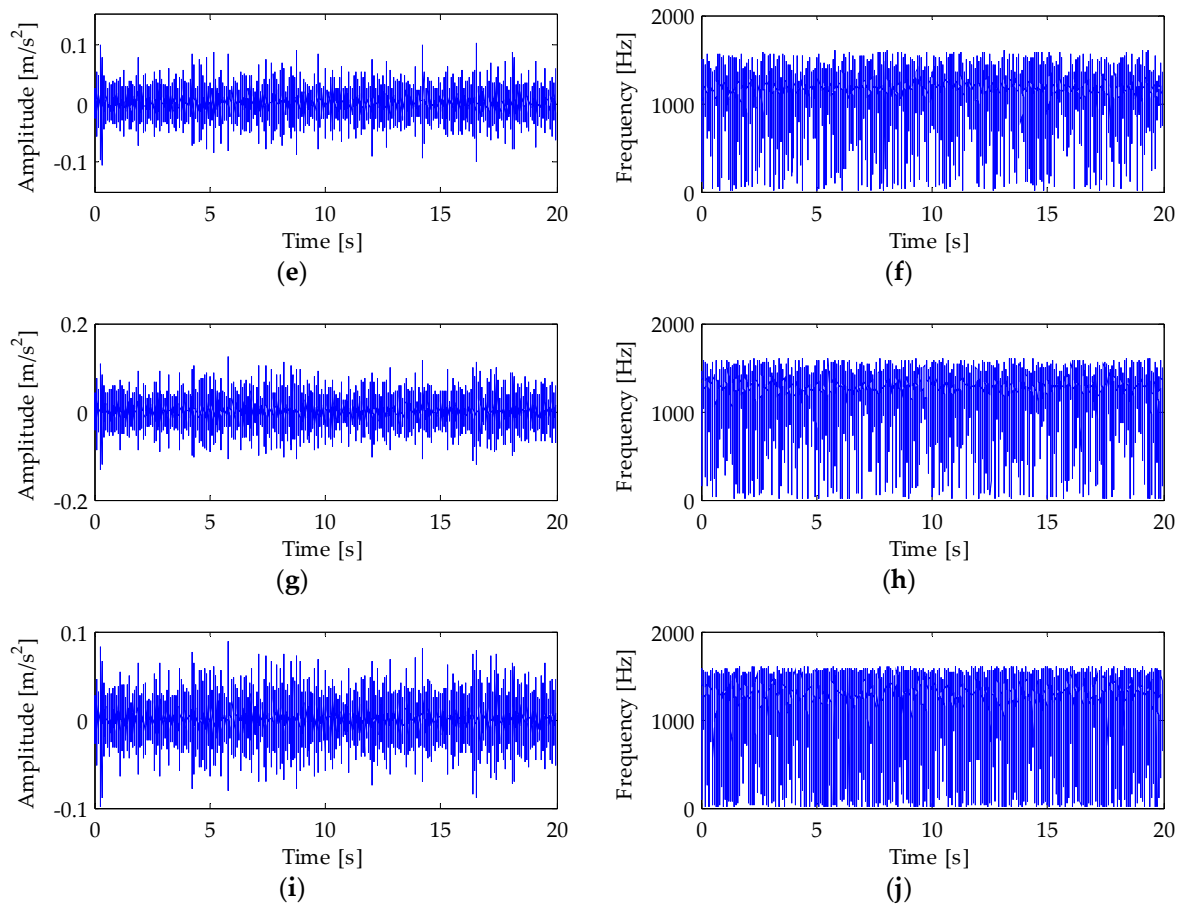 Amplitude [m/s²]
0.1
0
-0.1
0 5 10 15 20
Time [s]
(e)
Frequency [Hz]
2000
1000
0
0 5 10 15 20
Time [s]
(f)
Amplitude [m/s²]
0.2
0
-0.2
0 5 10 15 20
Time [s]
(g)
Frequency [Hz]
2000
1000
0
0 5 10 15 20
Time [s]
(h)
Amplitude [m/s²]
0.1
0
-0.1
0 5 10 15 20
Time [s]
(i)
Frequency [Hz]
2000
1000
0
0 5 10 15 20
Time [s]
(j)